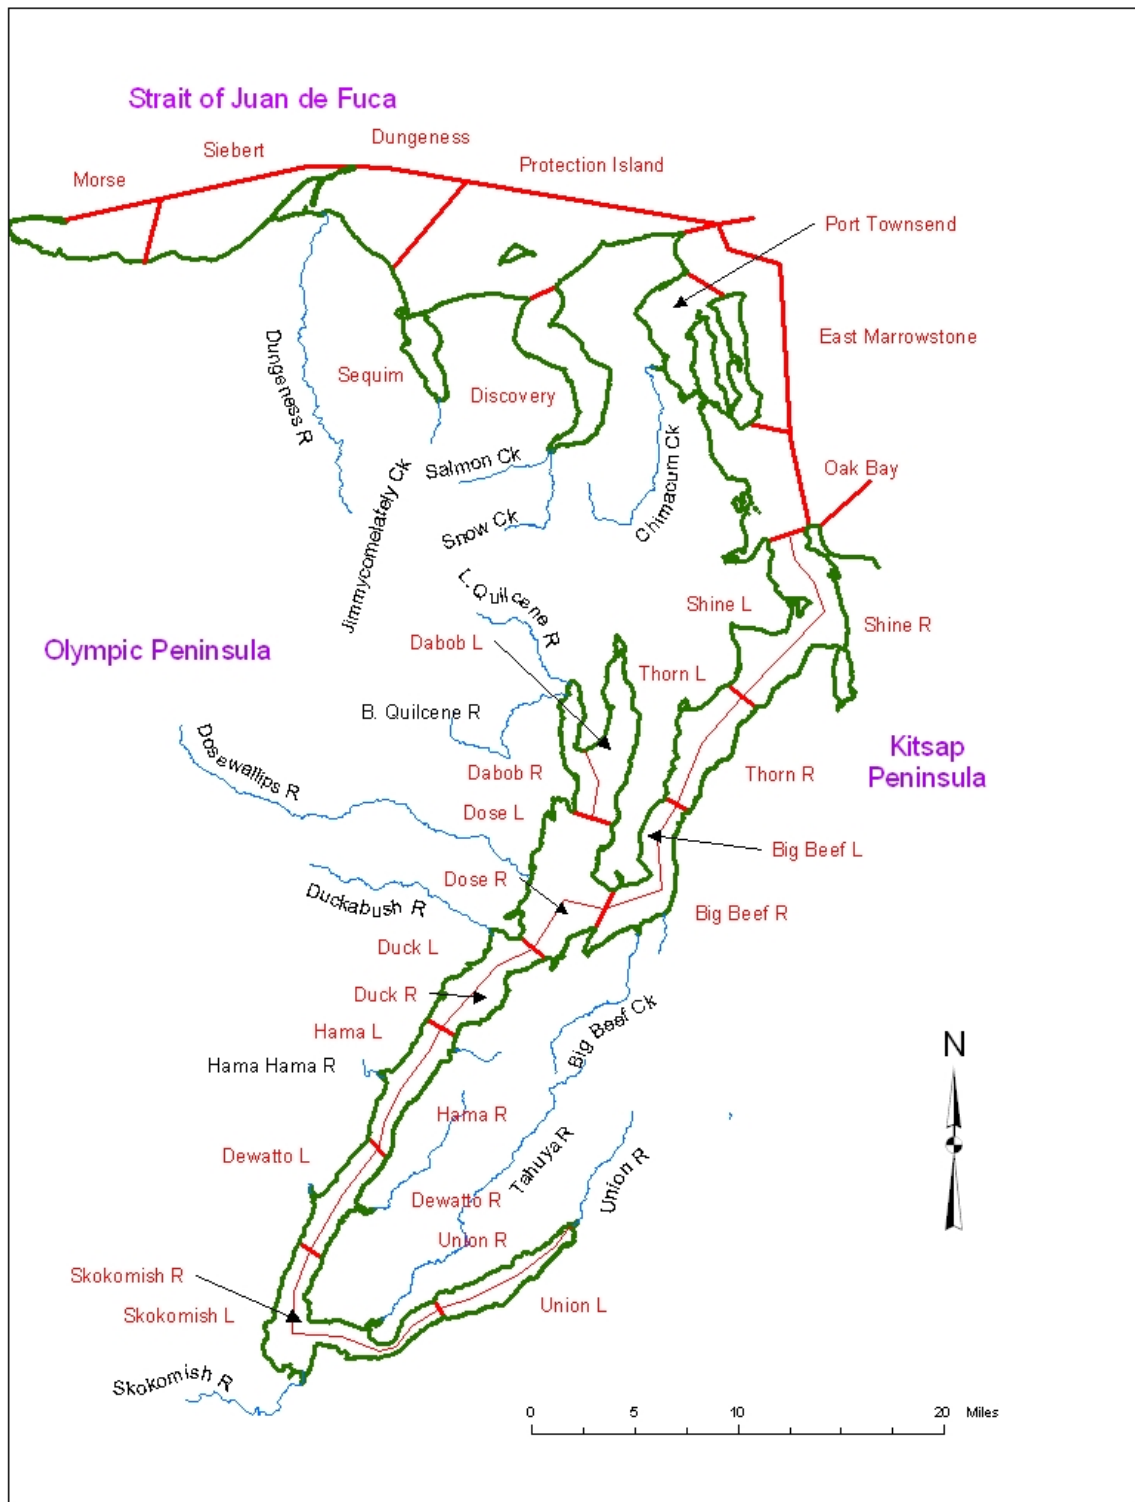 Strait of Juan de Fuca
Dungeness
Siebert
Protection Island
Morse
Port Townsend
East Marrowstone
Dungeness R
Sequim
Discovery
Salmon Ck
Chimacum Ck
Oak Bay
Snow Ck
Jimmycomelately Ck
L. Quilcene R
Shine L
Shine R
Dabob L
Olympic Peninsula
Thorn L
B. Quilcene R
Kitsap
Peninsula
Dosewallips R
Dabob R
Thorn R
Dose L
Big Beef L
Dose R
Duckabush R
Big Beef R
Duck L
Duck R
Hama L
Big Beef Ck
N
Hama Hama R
Hama R
Dewatto L
Tahuya R
Union R
Dewatto R
Union R
Skokomish R
Skokomish L
Union L
Skokomish R
0 5 10 20 Miles